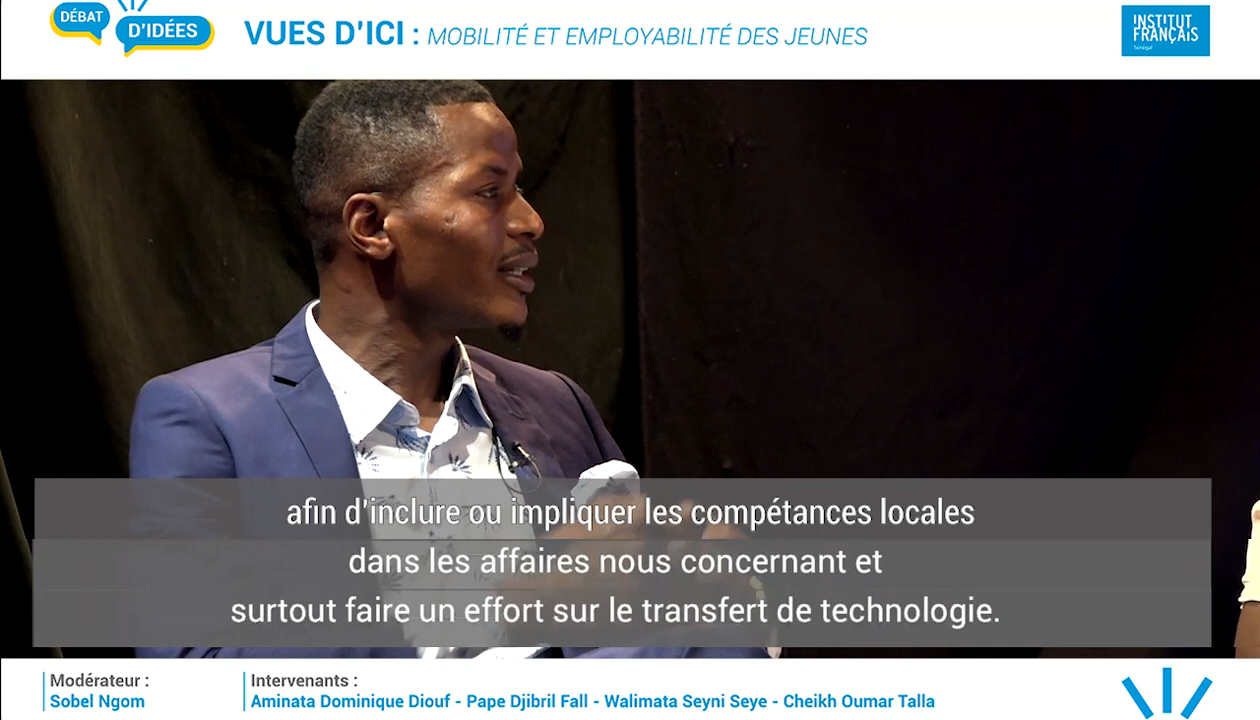 DÉBAT
D'IDÉES
VUES D'ICI : MOBILITÉ ET EMPLOYABILITÉ DES JEUNES
INSTITUT
FRANÇAIS
Sénégal
afin d'inclure ou impliquer les compétances locales
dans les affaires nous concernant et
surtout faire un effort sur le transfert de technologie.
Modérateur :
Sobel Ngom
Intervenants :
Aminata Dominique Diouf - Pape Djibril Fall - Walimata Seyni Seye - Cheikh Oumar Talla